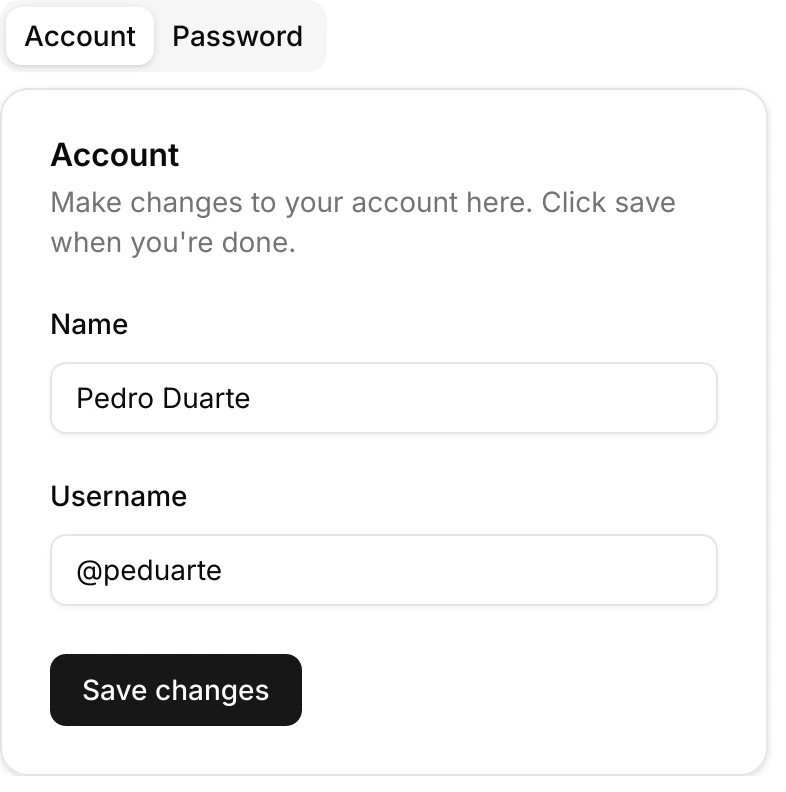 Account Password
Account
Make changes to your account here. Click save
when you're done.
Name
Pedro Duarte
Username
@peduarte
Save changes